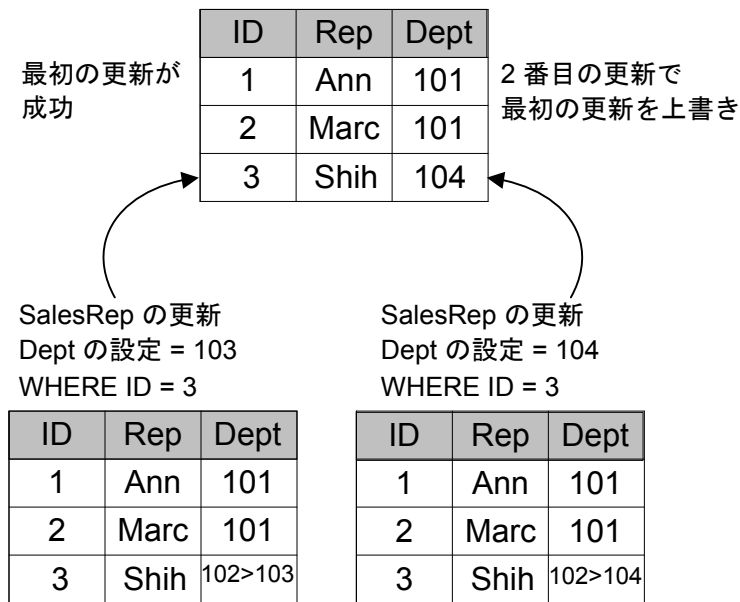 ID Rep Dept
1 Ann 101
2 Marc 101
3 Shih 104
最初の更新が
成功
2 番目の更新で
最初の更新を上書き
SalesRep の更新
Dept の設定 = 103
WHERE ID = 3
ID Rep Dept
1 Ann 101
2 Marc 101
3 Shih 102>103
SalesRep の更新
Dept の設定 = 104
WHERE ID = 3
ID Rep Dept
1 Ann 101
2 Marc 101
3 Shih 102>104